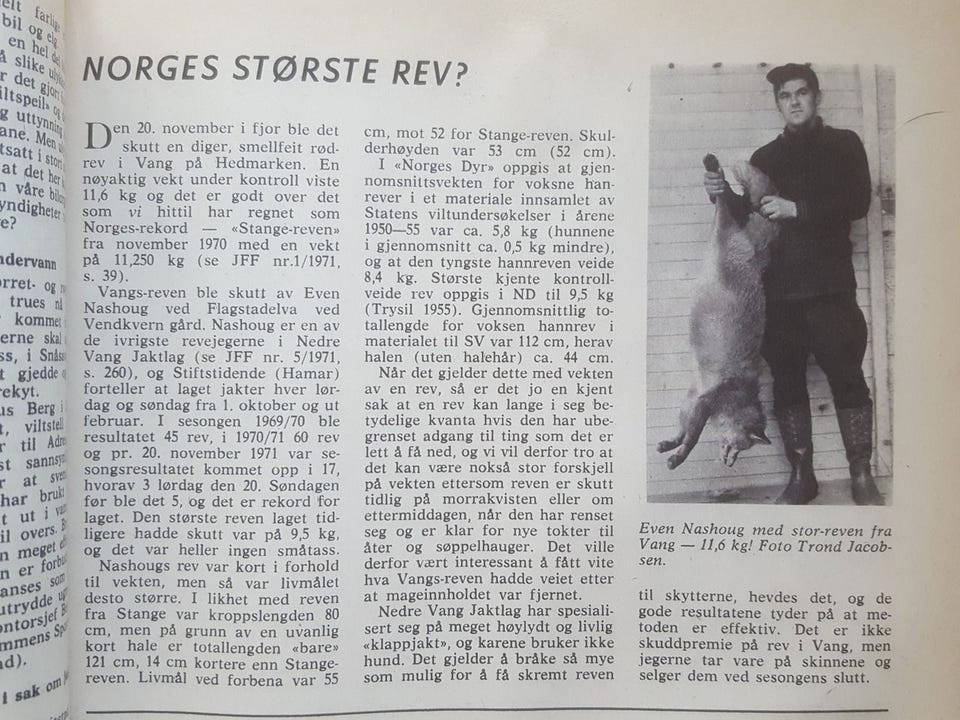 NORGES STØRSTE REV?
Den 20. november i fjor ble det
skutt en diger, smellfeit rød-
rev i Vang på Hedmarken. En
nøyaktig vekt under kontroll viste
11,6 kg og det er godt over det
som vi hittil har regnet som
Norges-rekord — «Stange-reven»
fra november 1970 med en vekt
på 11,250 kg (se JFF nr.1/1971,
s. 39).
Vangs-reven ble skutt av Even
Nashoug ved Flagstadelva ved
Vendkvern gård. Nashoug er en av
de ivrigste revejegerne i Nedre
Vang Jaktlag (se JFF nr. 5/1971,
s. 260), og Stiftstidende (Hamar)
forteller at laget jakter hver lør-
dag og søndag fra 1. oktober og ut
februar. I sesongen 1969/70 ble
resultatet 45 rev, i 1970/71 60 rev
og pr. 20. november 1971 var se-
songsresultatet kommet opp i 17,
hvorav 3 lørdag den 20. Søndagen
før ble det 5, og det er rekord for
laget. Den største reven laget tid-
ligere hadde skutt var på 9,5 kg,
og det var heller ingen småtass.
Nashougs rev var kort i forhold
til vekten, men så var livmålet
desto større. I likhet med reven
fra Stange var kroppslengden 80
cm, men på grunn av en uvanlig
kort hale er totallengden «bare»
121 cm, 14 cm kortere enn Stange-
reven. Livmål ved forbena var 55
cm, mot 52 for Stange-reven. Skul-
derhøyden var 53 cm (52 cm).
I «Norges Dyr» oppgis at gjen-
nomsnittsvekten for voksne han-
rever i et materiale innsamlet av
Statens viltundersøkelser i årene
1950—55 var ca. 5,8 kg (hunnene
i gjennomsnitt ca. 0,5 kg mindre),
og at den tyngste hannreven veide
8,4 kg. Største kjente kontroll-
veide rev oppgis i ND til 9,5 kg
(Trysil 1955). Gjennomsnittlig to-
tallengde for voksen hannrev i
materialet til SV var 112 cm, herav
halen (uten halehår) ca. 44 cm.
Når det gjelder dette med vekten
av en rev, så er det jo en kjent
sak at en rev kan lange i seg be-
tydelige kvanta hvis den har ube-
grenset adgang til ting som det er
lett å få ned, og vi vil derfor tro at
det kan være nokså stor forskjell
på vekten ettersom reven er skutt
tidlig på morrakvisten eller om
ettermiddagen, når den har renset
seg og er klar for nye tokter til
åter og søppelhauger. Det ville
derfor vært interessant å fått vite
hva Vangs-reven hadde veiet etter
at mageinnholdet var fjernet.
Nedre Vang Jaktlag har spesiali-
sert seg på meget høylydt og livlig
«klappjakt», og karene bruker ikke
hund. Det gjelder å bråke så mye
som mulig for å få skremt reven
Even Nashoug med stor-reven fra
Vang — 11,6 kg! Foto Trond Jacob-
sen.
til skytterne, hevdes det, og de
gode resultatene tyder på at me-
toden er effektiv. Det er ikke
skuddpremie på rev i Vang, men
jegerne tar vare på skinnene og
selger dem ved sesongens slutt.